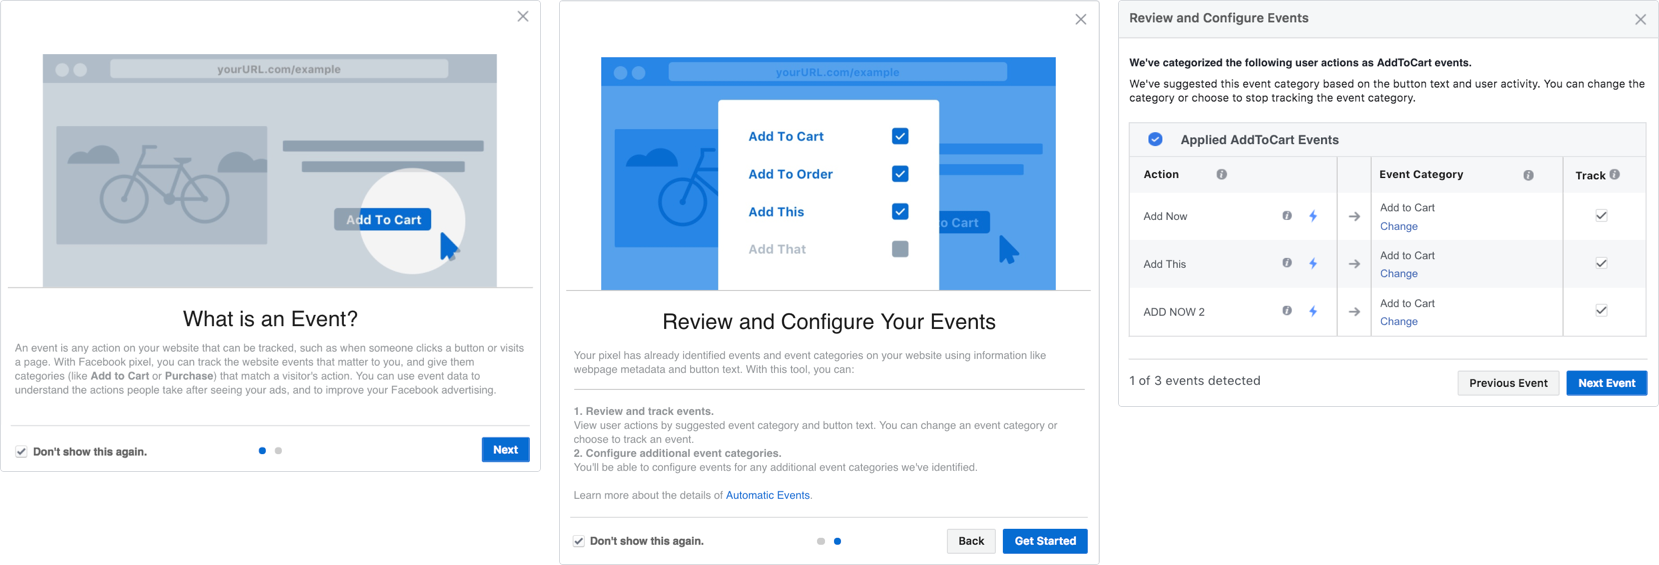 yourURL.com/example
Add To Cart
What is an Event?
An event is any action on your website that can be tracked, such as when someone clicks a button or visits
a page. With Facebook pixel, you can track the website events that matter to you, and give them
categories (like Add to Cart or Purchase) that match a visitor's action. You can use event data to
understand the actions people take after seeing your ads, and to improve your Facebook advertising.
Don't show this again.
Next
yourURL.com/example
Add To Cart
Add To Order
Add This
Add That
o Cart
Review and Configure Your Events
Your pixel has already identified events and event categories on your website using information like
webpage metadata and button text. With this tool, you can:
1. Review and track events.
View user actions by suggested event category and button text. You can change an event category or
choose to track an event.
2. Configure additional event categories.
You'll be able to configure events for any additional event categories we've identified.
Learn more about the details of Automatic Events.
Don't show this again.
Back
Get Started
Review and Configure Events
We've categorized the following user actions as AddToCart events.
We've suggested this event category based on the button text and user activity. You can change the
category or choose to stop tracking the event category.
Applied AddToCart Events
Action
Event Category
Track
Add Now
Add to Cart
Change
Add This
Add to Cart
Change
ADD NOW 2
Add to Cart
Change
1 of 3 events detected
Previous Event
Next Event